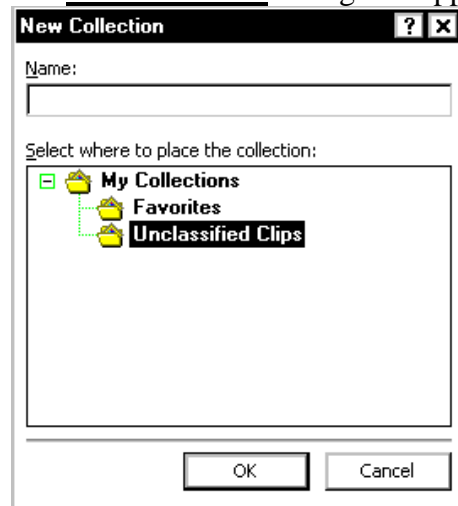 New Collection
Name:
Select where to place the collection:
My Collections
Favorites
Unclassified Clips
OK Cancel